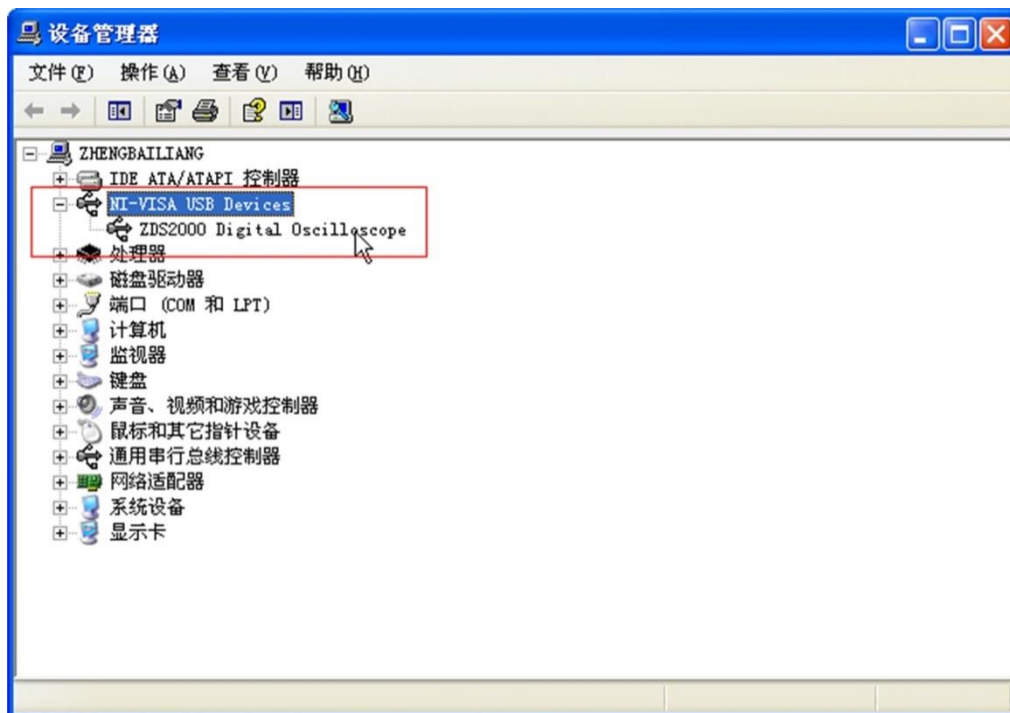 设备管理器
文件(F) 操作(A) 查看(V) 帮助(H)
ZHENGBAILIANG
IDE ATA/ATAPI 控制器
NI-VISA USB Devices
ZDS2000 Digital Oscilloscope
处理器
磁盘驱动器
端口 (COM 和 LPT)
计算机
监视器
键盘
声音、视频和游戏控制器
鼠标和其它指针设备
通用串行总线控制器
网络适配器
系统设备
显示卡